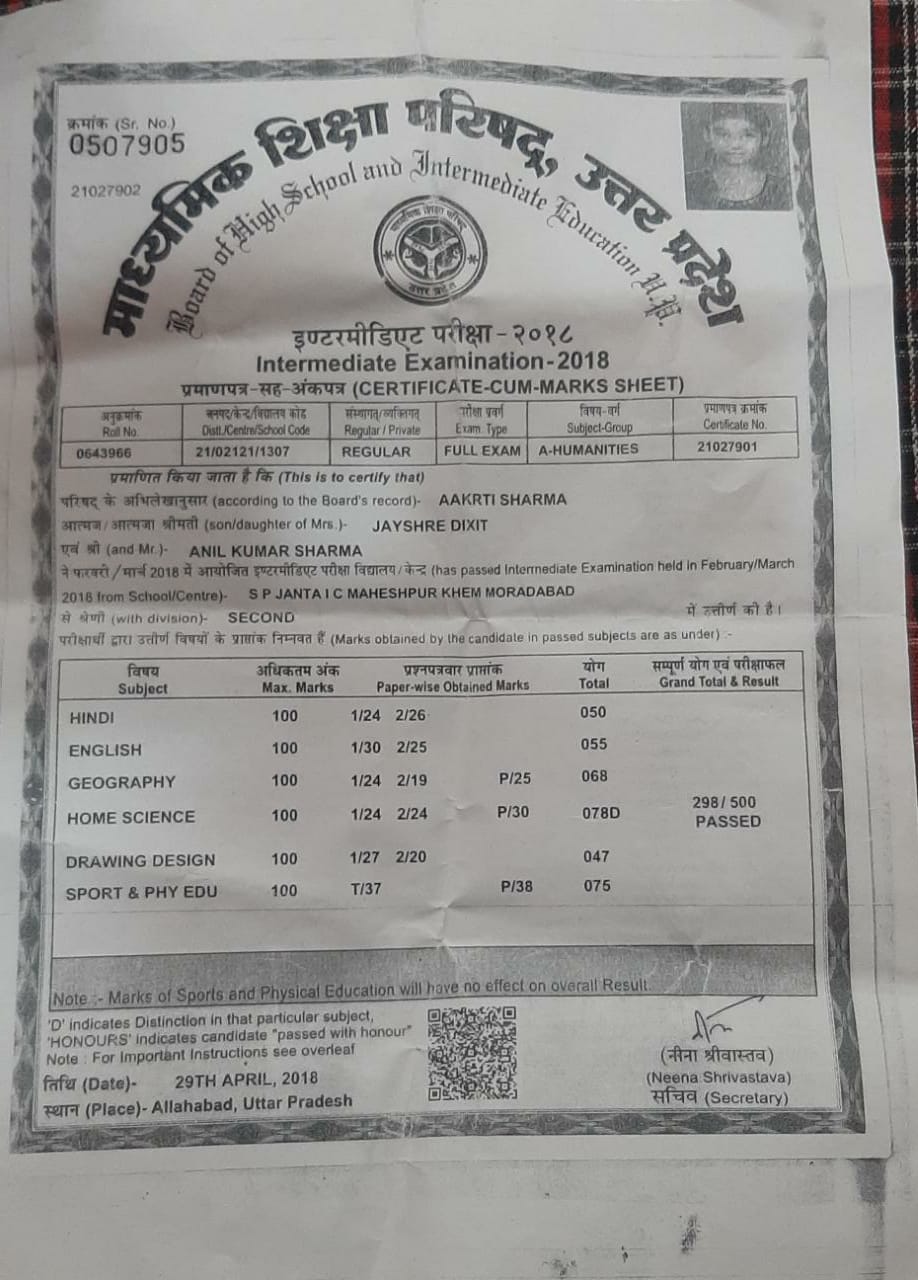 क्रमांक (Sr. No.)
0507905
21027902
माध्यमिक शिक्षा परिषद्, उत्तर प्रदेश
Board of High School and Intermediate Education U.P.
इण्टरमीडिएट परीक्षा-२०१८
Intermediate Examination-2018
प्रमाणपत्र-सह-अंकपत्र (CERTIFICATE-CUM-MARKS SHEET)
अनुक्रमांक जनपद/केन्द्र/विद्यालय कोड संस्थागत/व्यक्तिगत परीक्षा प्रवर्ग विषय-वर्ग प्रमाणपत्र क्रमांक
Roll No. Distt./Centre/School Code Regular / Private Exam. Type Subject-Group Certificate No.
0643966 21/02121/1307 REGULAR FULL EXAM A-HUMANITIES 21027901
प्रमाणित किया जाता है कि (This is to certify that)
परिषद् के अभिलेखानुसार (according to the Board's record)- AAKRTI SHARMA
आत्मज/आत्मजा श्रीमती (son/daughter of Mrs.)- JAYSHRE DIXIT
एवं श्री (and Mr.)- ANIL KUMAR SHARMA
ने फरवरी/मार्च 2018 में आयोजित इण्टरमीडिएट परीक्षा विद्यालय/केन्द्र (has passed Intermediate Examination held in February/March
2018 from School/Centre)- S P JANTA I C MAHESHPUR KHEM MORADABAD
से श्रेणी (with division)- SECOND में उत्तीर्ण की है।
परीक्षार्थी द्वारा उत्तीर्ण विषयों के प्राप्तांक निम्नवत हैं (Marks obtained by the candidate in passed subjects are as under) :-
विषय अधिकतम अंक प्रश्नपत्रवार प्राप्तांक योग सम्पूर्ण योग एवं परीक्षाफल
Subject Max. Marks Paper-wise Obtained Marks Total Grand Total & Result
HINDI 100 1/24 2/26 050
ENGLISH 100 1/30 2/25 055
GEOGRAPHY 100 1/24 2/19 P/25 068
HOME SCIENCE 100 1/24 2/24 P/30 078D 298/ 500
PASSED
DRAWING DESIGN 100 1/27 2/20 047
SPORT & PHY EDU 100 T/37 P/38 075
Note :- Marks of Sports and Physical Education will have no effect on overall Result.
'D' indicates Distinction in that particular subject,
'HONOURS' indicates candidate "passed with honour"
Note : For Important Instructions see overleaf
तिथि (Date)- 29TH APRIL, 2018
स्थान (Place)- Allahabad, Uttar Pradesh
(नीना श्रीवास्तव)
(Neena Shrivastava)
सचिव (Secretary)